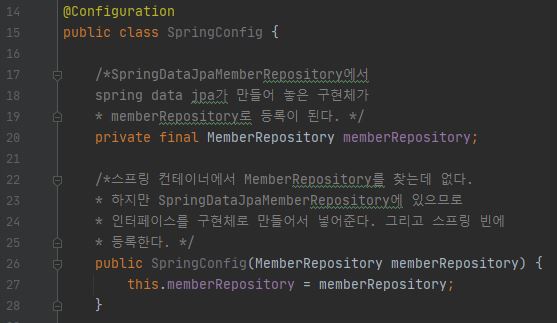 14 @Configuration
15 public class SpringConfig {
16
17 /*SpringDataJpaMemberRepository에서
18 spring data jpa가 만들어 놓은 구현체가
19 * memberRepository로 등록이 된다. */
20 private final MemberRepository memberRepository;
21
22 /*스프링 컨테이너에서 MemberRepository를 찾는데 없다.
23 * 하지만 SpringDataJpaMemberRepository에 있으므로
24 * 인터페이스를 구현체로 만들어서 넣어준다. 그리고 스프링 빈에
25 * 등록한다. */
26 public SpringConfig(MemberRepository memberRepository) {
27 this.memberRepository = memberRepository;
28 }